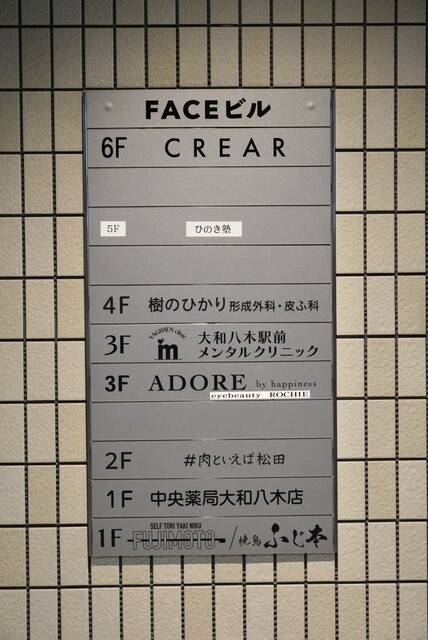 FACEビル
6F CREAR
5F ひのき塾
4F 樹のひかり 形成外科・皮ふ科
3F YAGIMEN clinic m 大和八木駅前
メンタルクリニック
3F ADORE by happiness
eyebeauty ROCHIE
2F #肉といえば松田
1F 中央薬局大和八木店
SELF TORI YAKI NIKU
1F FUJIMOTO / 焼鳥 ふじ本